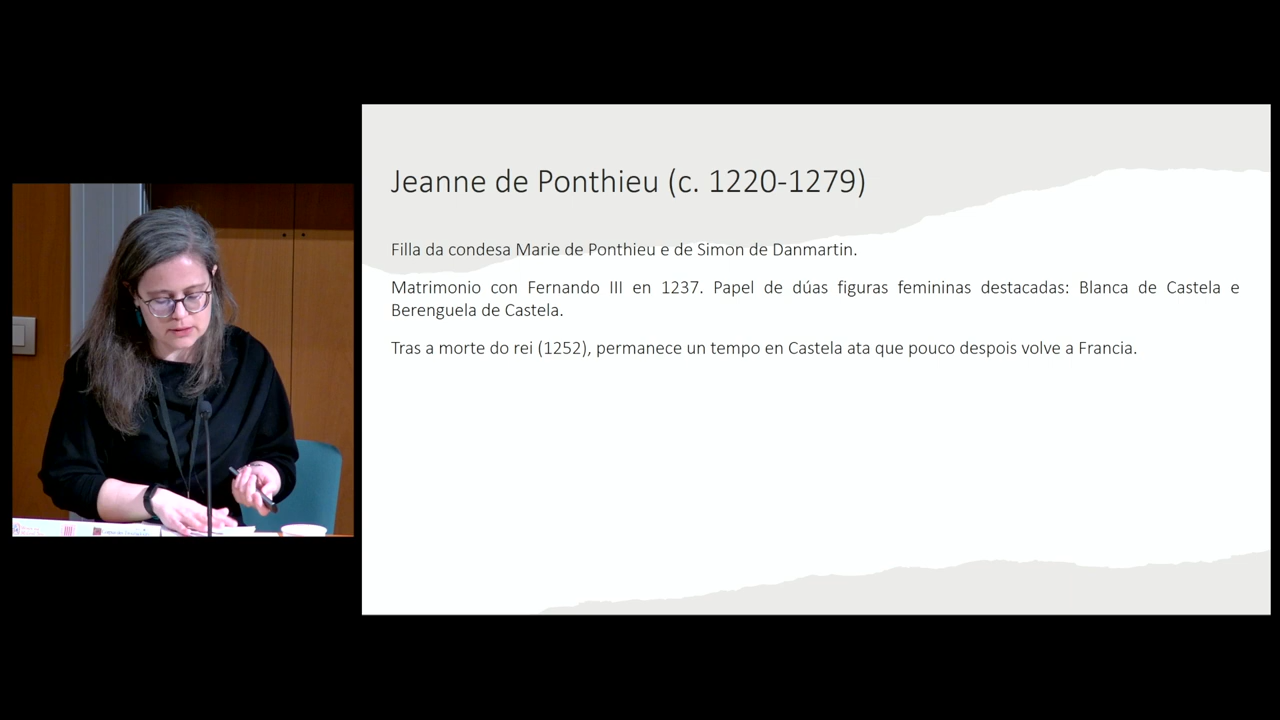 Jeanne de Ponthieu (c. 1220-1279)
Filla da condesa Marie de Ponthieu e de Simon de Danmartin.
Matrimonio con Fernando III en 1237. Papel de dúas figuras femininas destacadas: Blanca de Castela e
Berenguela de Castela.
Tras a morte do rei (1252), permanece un tempo en Castela ata que pouco despois volve a Francia.